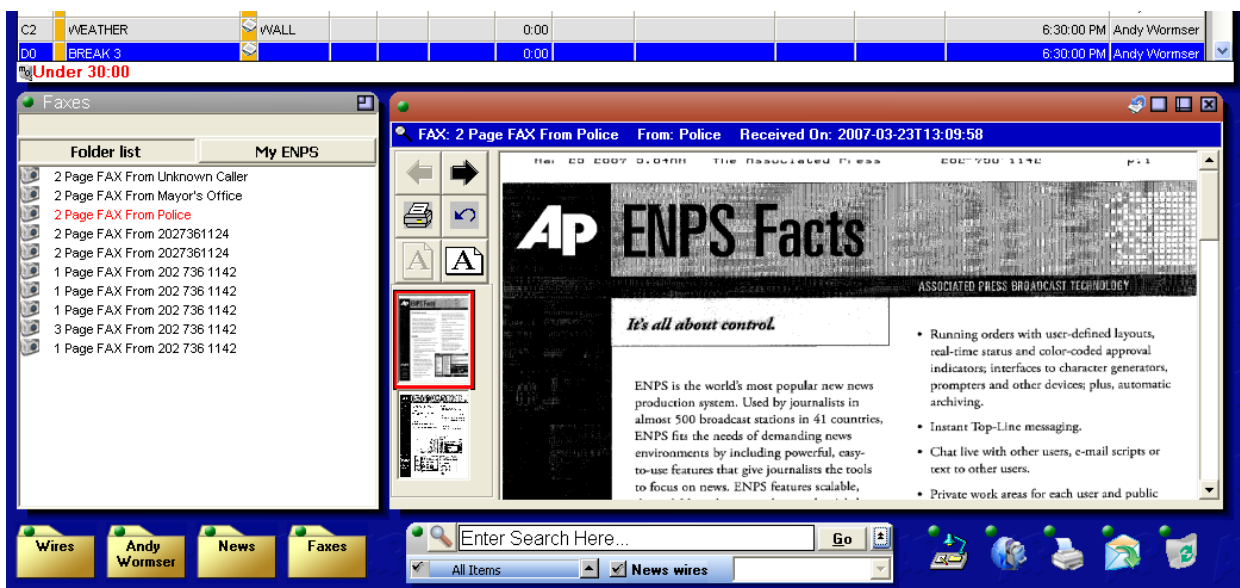 C2 WEATHER WALL 0:00 6:30:00 PM Andy Wormser
D0 BREAK 3 0:00 6:30:00 PM Andy Wormser
Under 30:00
Faxes
Folder list My ENPS
2 Page FAX From Unknown Caller
2 Page FAX From Mayor's Office
2 Page FAX From Police
2 Page FAX From 2027361124
2 Page FAX From 2027361124
1 Page FAX From 202 736 1142
1 Page FAX From 202 736 1142
1 Page FAX From 202 736 1142
3 Page FAX From 202 736 1142
1 Page FAX From 202 736 1142
FAX: 2 Page FAX From Police From: Police Received On: 2007-03-23T13:09:58
The Associated Press p.1
AP ENPS Facts
ASSOCIATED PRESS BROADCAST TECHNOLOGY
It's all about control.
ENPS is the world's most popular new news
production system. Used by journalists in
almost 500 broadcast stations in 41 countries,
ENPS fits the needs of demanding news
environments by including powerful, easy-
to-use features that give journalists the tools
to focus on news. ENPS features scalable,
• Running orders with user-defined layouts,
real-time status and color-coded approval
indicators; interfaces to character generators,
prompters and other devices; plus, automatic
archiving.
• Instant Top-Line messaging.
• Chat live with other users, e-mail scripts or
text to other users.
• Private work areas for each user and public
A A
Wires
Andy
Wormser
News
Faxes
Enter Search Here... Go
All Items News wires